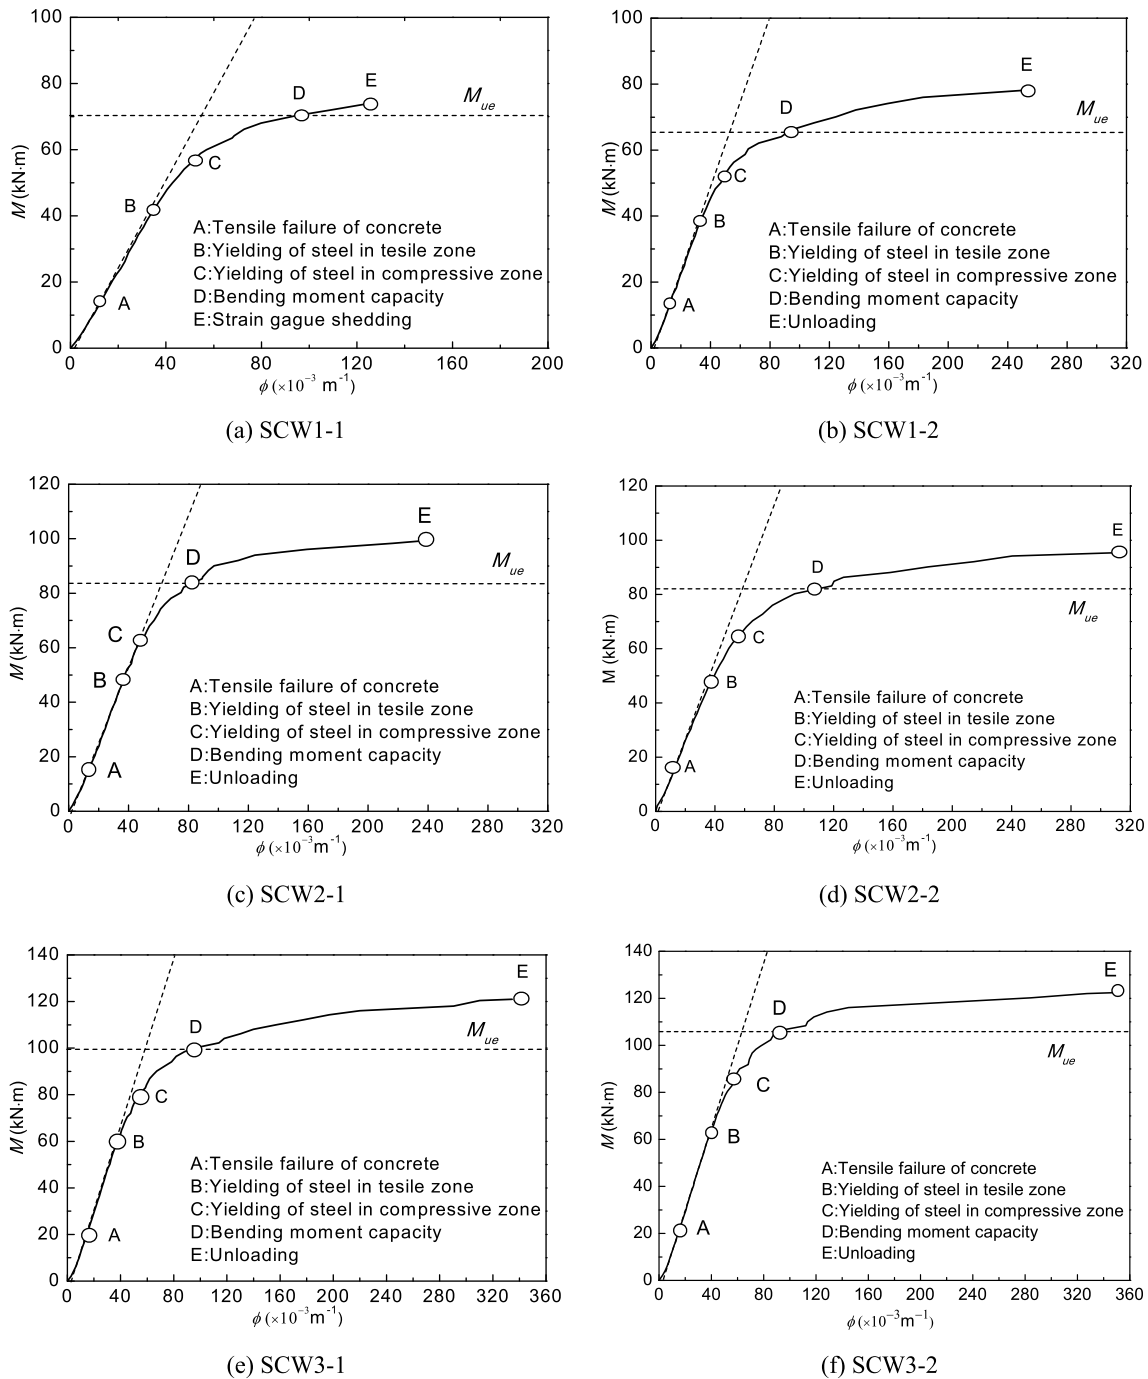 100
80
60
40
20
0
M (kN·m)
A
B
C
D
E
Mue
A:Tensile failure of concrete
B:Yielding of steel in tesile zone
C:Yielding of steel in compressive zone
D:Bending moment capacity
E:Strain gague shedding
0 40 80 120 160 200
ϕ (×10⁻³ m⁻¹)
(a) SCW1-1
100
80
60
40
20
0
M (kN·m)
A
B
C
D
E
Mue
A:Tensile failure of concrete
B:Yielding of steel in tesile zone
C:Yielding of steel in compressive zone
D:Bending moment capacity
E:Unloading
0 40 80 120 160 200 240 280 320
ϕ (×10⁻³ m⁻¹)
(b) SCW1-2
120
100
80
60
40
20
0
M (kN·m)
A
B
C
D
E
Mue
A:Tensile failure of concrete
B:Yielding of steel in tesile zone
C:Yielding of steel in compressive zone
D:Bending moment capacity
E:Unloading
0 40 80 120 160 200 240 280 320
ϕ (×10⁻³m⁻¹)
(c) SCW2-1
120
100
80
60
40
20
0
M (kN·m)
A
B
C
D
E
Mue
A:Tensile failure of concrete
B:Yielding of steel in tesile zone
C:Yielding of steel in compressive zone
D:Bending moment capacity
E:Unloading
0 40 80 120 160 200 240 280 320
ϕ (×10⁻³m⁻¹)
(d) SCW2-2
140
120
100
80
60
40
20
0
M (kN·m)
A
B
C
D
E
Mue
A:Tensile failure of concrete
B:Yielding of steel in tesile zone
C:Yielding of steel in compressive zone
D:Bending moment capacity
E:Unloading
0 40 80 120 160 200 240 280 320 360
ϕ (×10⁻³m⁻¹)
(e) SCW3-1
140
120
100
80
60
40
20
0
M (kN·m)
A
B
C
D
E
Mue
A:Tensile failure of concrete
B:Yielding of steel in tesile zone
C:Yielding of steel in compressive zone
D:Bending moment capacity
E:Unloading
0 40 80 120 160 200 240 280 320 360
ϕ (×10⁻³m⁻¹)
(f) SCW3-2